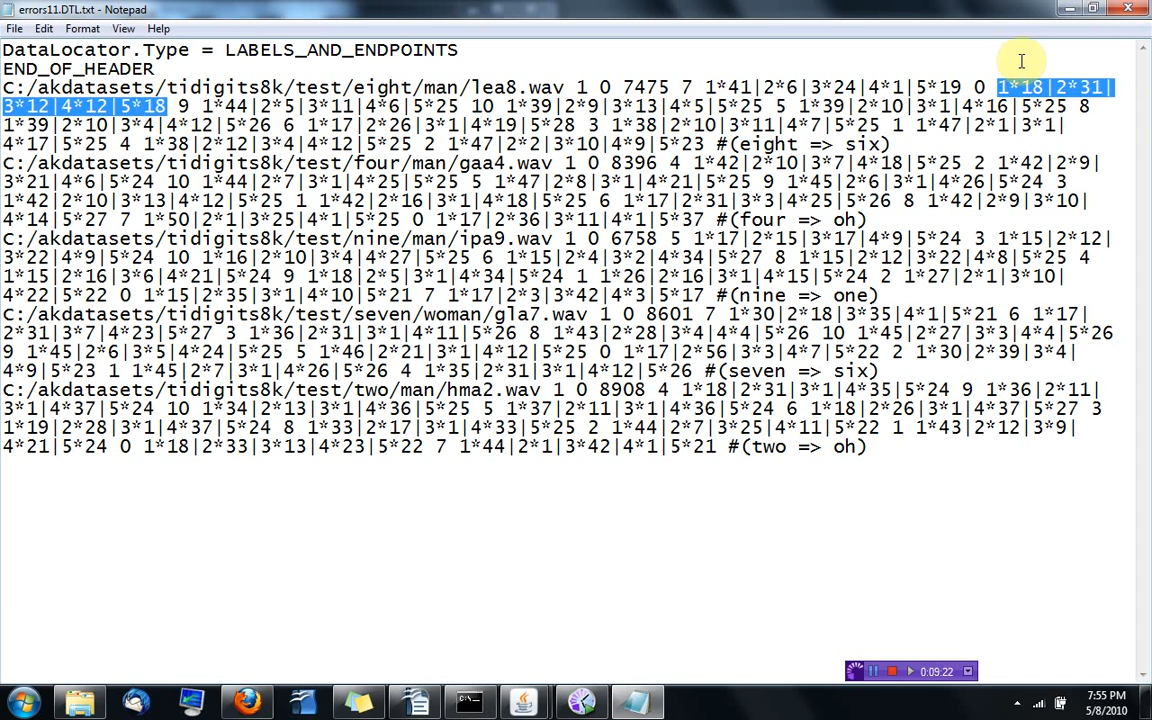 errors11.DTL.txt - Notepad
File Edit Format View Help
DataLocator.Type = LABELS_AND_ENDPOINTS
END_OF_HEADER
C:/akdatasets/tidigits8k/test/eight/man/lea8.wav 1 0 7475 7 1*41|2*6|3*24|4*1|5*19 0 1*18|2*31|
3*12|4*12|5*18 9 1*44|2*5|3*11|4*6|5*25 10 1*39|2*9|3*13|4*5|5*25 5 1*39|2*10|3*1|4*16|5*25 8
1*39|2*10|3*4|4*12|5*26 6 1*17|2*26|3*1|4*19|5*28 3 1*38|2*10|3*11|4*7|5*25 1 1*47|2*1|3*1|
4*17|5*25 4 1*38|2*12|3*4|4*12|5*25 2 1*47|2*2|3*10|4*9|5*23 #(eight => six)
C:/akdatasets/tidigits8k/test/four/man/gaa4.wav 1 0 8396 4 1*42|2*10|3*7|4*18|5*25 2 1*42|2*9|
3*21|4*6|5*24 10 1*44|2*7|3*1|4*25|5*25 5 1*47|2*8|3*1|4*21|5*25 9 1*45|2*6|3*1|4*26|5*24 3
1*42|2*10|3*13|4*12|5*25 1 1*42|2*16|3*1|4*18|5*25 6 1*17|2*31|3*3|4*25|5*26 8 1*42|2*9|3*10|
4*14|5*27 7 1*50|2*1|3*25|4*1|5*25 0 1*17|2*36|3*11|4*1|5*37 #(four => oh)
C:/akdatasets/tidigits8k/test/nine/man/ipa9.wav 1 0 6758 5 1*17|2*15|3*17|4*9|5*24 3 1*15|2*12|
3*22|4*9|5*24 10 1*16|2*10|3*4|4*27|5*25 6 1*15|2*4|3*2|4*34|5*27 8 1*15|2*12|3*22|4*8|5*25 4
1*15|2*16|3*6|4*21|5*24 9 1*18|2*5|3*1|4*34|5*24 1 1*26|2*16|3*1|4*15|5*24 2 1*27|2*1|3*10|
4*22|5*22 0 1*15|2*35|3*1|4*10|5*21 7 1*17|2*3|3*42|4*3|5*17 #(nine => one)
C:/akdatasets/tidigits8k/test/seven/woman/gla7.wav 1 0 8601 7 1*30|2*18|3*35|4*1|5*21 6 1*17|
2*31|3*7|4*23|5*27 3 1*36|2*31|3*1|4*11|5*26 8 1*43|2*28|3*4|4*4|5*26 10 1*45|2*27|3*3|4*4|5*26
9 1*45|2*6|3*5|4*24|5*25 5 1*46|2*21|3*1|4*12|5*25 0 1*17|2*56|3*3|4*7|5*22 2 1*30|2*39|3*4|
4*9|5*23 1 1*45|2*7|3*1|4*26|5*26 4 1*35|2*31|3*1|4*12|5*26 #(seven => six)
C:/akdatasets/tidigits8k/test/two/man/hma2.wav 1 0 8908 4 1*18|2*31|3*1|4*35|5*24 9 1*36|2*11|
3*1|4*37|5*24 10 1*34|2*13|3*1|4*36|5*25 5 1*37|2*11|3*1|4*36|5*24 6 1*18|2*26|3*1|4*37|5*27 3
1*19|2*28|3*1|4*37|5*24 8 1*33|2*17|3*1|4*33|5*25 2 1*44|2*7|3*25|4*11|5*22 1 1*43|2*12|3*9|
4*21|5*24 0 1*18|2*33|3*13|4*23|5*22 7 1*44|2*1|3*42|4*1|5*21 #(two => oh)
0:09:22
7:55 PM
5/8/2010